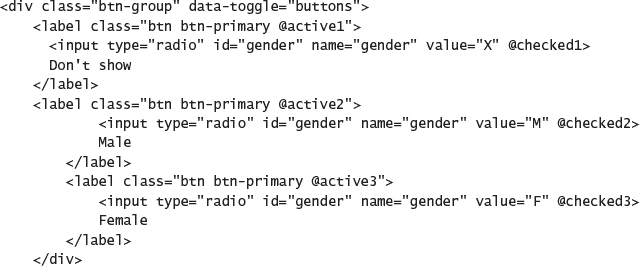 <div class="btn-group" data-toggle="buttons">
    <label class="btn btn-primary @active1">
      <input type="radio" id="gender" name="gender" value="X" @checked1>
      Don't show
    </label>
    <label class="btn btn-primary @active2">
            <input type="radio" id="gender" name="gender" value="M" @checked2>
            Male
        </label>
        <label class="btn btn-primary @active3">
            <input type="radio" id="gender" name="gender" value="F" @checked3>
            Female
        </label>
    </div>